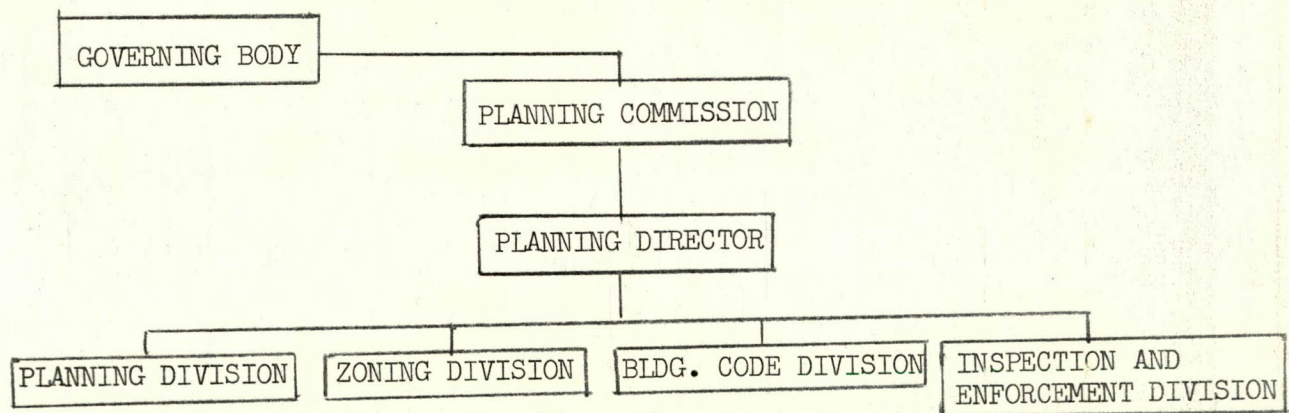 GOVERNING BODY
PLANNING COMMISSION
PLANNING DIRECTOR
PLANNING DIVISION
ZONING DIVISION
BLDG. CODE DIVISION
INSPECTION AND
ENFORCEMENT DIVISION